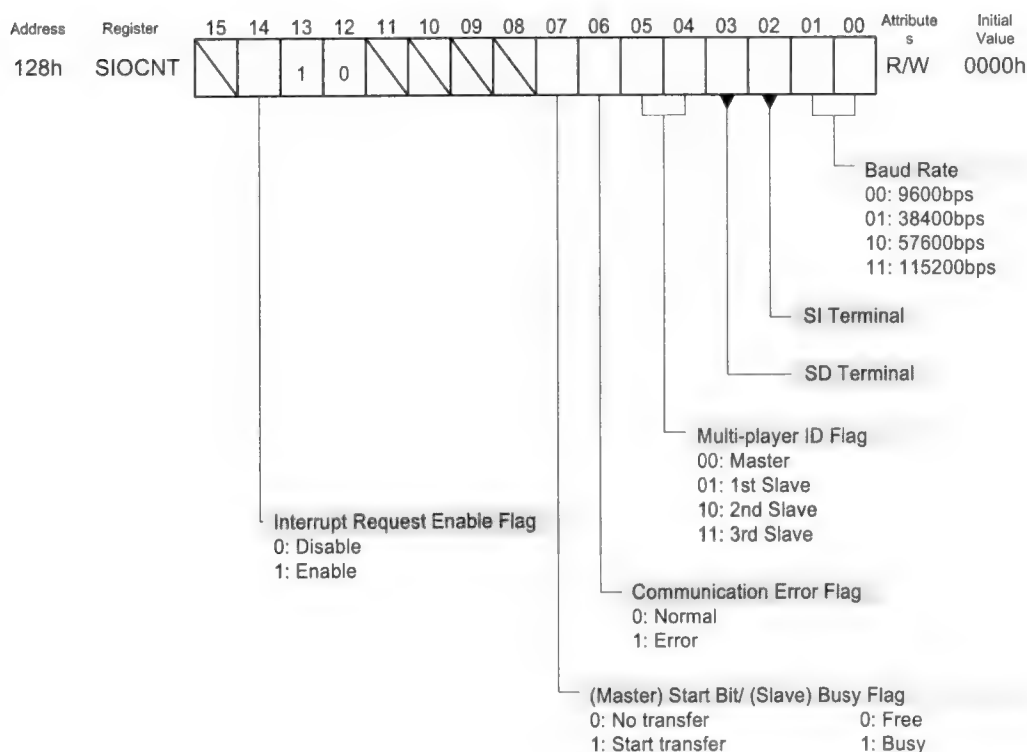 Address Register 15 14 13 12 11 10 09 08 07 06 05 04 03 02 01 00 Attribute s Initial Value
128h SIOCNT 1 0 R/W 0000h
Baud Rate
00: 9600bps
01: 38400bps
10: 57600bps
11: 115200bps
SI Terminal
SD Terminal
Multi-player ID Flag
00: Master
01: 1st Slave
10: 2nd Slave
11: 3rd Slave
Interrupt Request Enable Flag
0: Disable
1: Enable
Communication Error Flag
0: Normal
1: Error
(Master) Start Bit/ (Slave) Busy Flag
0: No transfer 0: Free
1: Start transfer 1: Busy